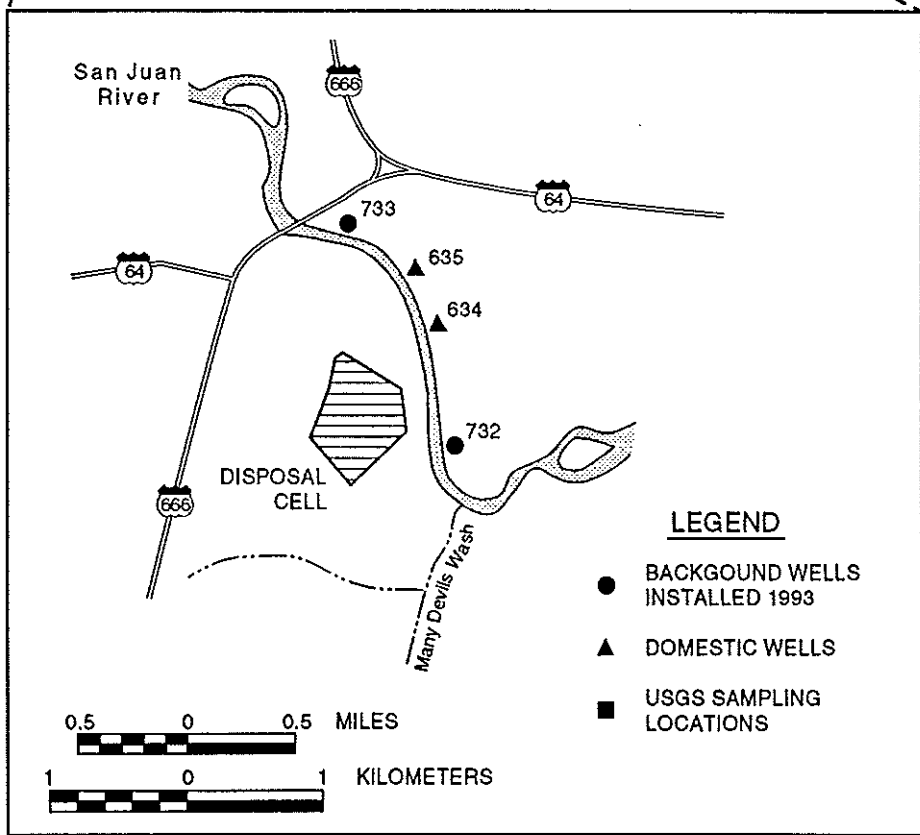 San Juan
River
666
64
733
635
64
634
732
DISPOSAL
CELL
666
Many Devils Wash
LEGEND
BACKGOUND WELLS
INSTALLED 1993
DOMESTIC WELLS
USGS SAMPLING
LOCATIONS
0.5 0 0.5 MILES
1 0 1 KILOMETERS